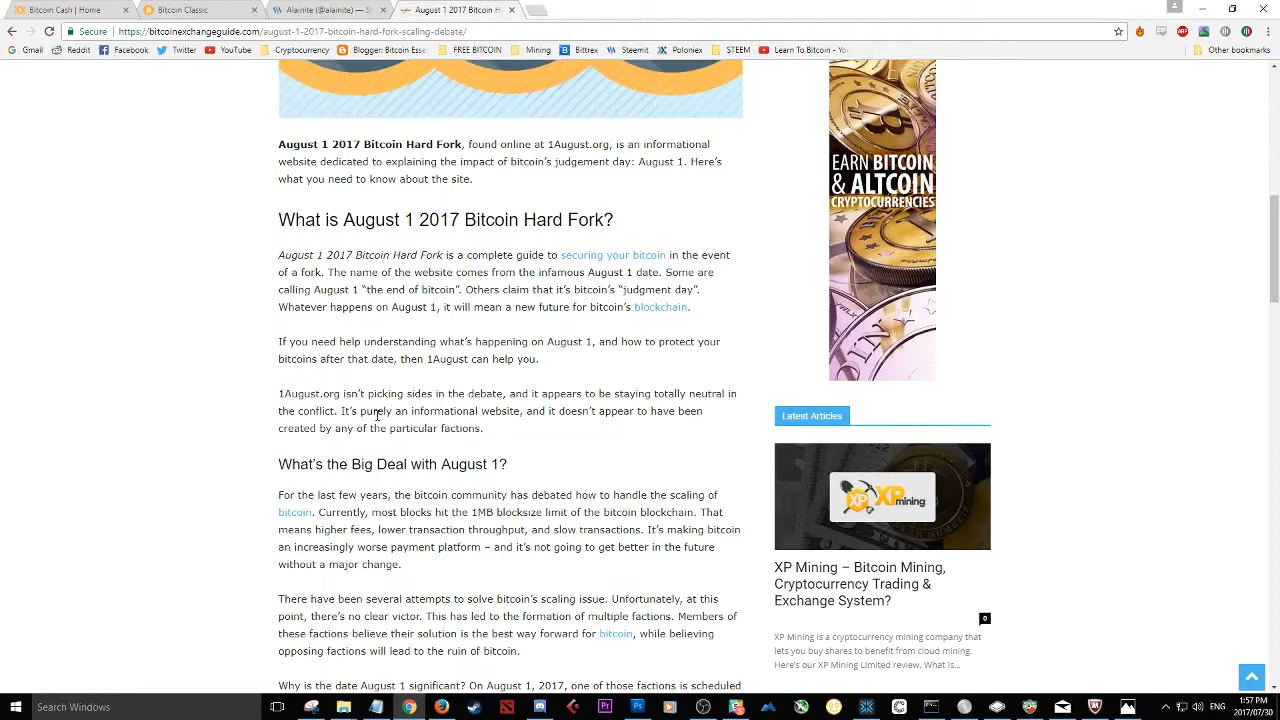 Bitcoin Cash | Home
Bitcoin Classic
Alainite (@alainite) — S
August 1 2017 Bitcoin H
Secure
https://bitcoinexchangeguide.com/august-1-2017-bitcoin-hard-fork-scaling-debate/
Gmail Reddit Facebook Twitter YouTube Cryptocurrency Bloggen: Bitcoin Essen FREE BITCOIN Mining Bittrex Steemit Poloniex STEEM Learn To Bitcoin - You Other bookmarks
August 1 2017 Bitcoin Hard Fork, found online at 1August.org, is an informational
website dedicated to explaining the impact of bitcoin’s judgement day: August 1. Here’s
what you need to know about the site.
What is August 1 2017 Bitcoin Hard Fork?
August 1 2017 Bitcoin Hard Fork is a complete guide to securing your bitcoin in the event
of a fork. The name of the website comes from the infamous August 1 date. Some are
calling August 1 “the end of bitcoin”. Others claim that it’s bitcoin’s “judgment day”.
Whatever happens on August 1, it will mean a new future for bitcoin’s blockchain.
If you need help understanding what’s happening on August 1, and how to protect your
bitcoins after that date, then 1August can help you.
1August.org isn’t picking sides in the debate, and it appears to be staying totally neutral in
the conflict. It’s purely an informational website, and it doesn’t appear to have been
created by any of the particular factions.
What’s the Big Deal with August 1?
For the last few years, the bitcoin community has debated how to handle the scaling of
bitcoin. Currently, most blocks hit the 1MB blocksize limit of the bitcoin blockchain. That
means higher fees, lower transaction throughput, and slow transactions. It’s making bitcoin
an increasingly worse payment platform – and it’s not going to get better in the future
without a major change.
There have been several attempts to solve bitcoin’s scaling issue. Unfortunately, at this
point, there’s no clear victor. This has led to the formation of multiple factions. Members of
these factions believe their solution is the best way forward for bitcoin, while believing
opposing factions will lead to the ruin of bitcoin.
Why is the date August 1 significant? On August 1, 2017, one of those factions is scheduled
EARN BITCOIN
& ALTCOIN
CRYPTOCURRENCIES
Latest Articles
XP XP mining
XP Mining – Bitcoin Mining,
Cryptocurrency Trading &
Exchange System?
0
XP Mining is a cryptocurrency mining company that
lets you buy shares to benefit from cloud mining.
Here's our XP Mining Limited review. What Is...
Search Windows
1:57 PM
2017/07/30